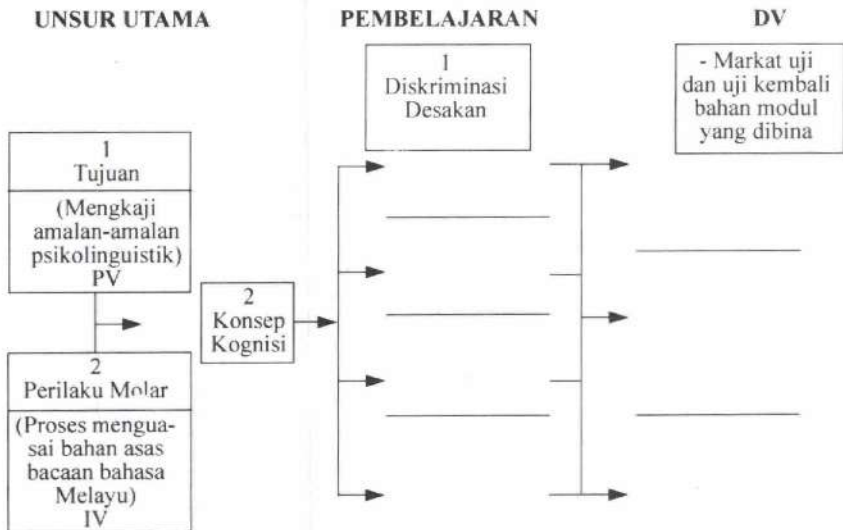 UNSUR UTAMA
PEMBELAJARAN
DV
1
Diskriminasi
Desakan
- Markat uji
dan uji kembali
bahan modul
yang dibina
1
Tujuan
(Mengkaji
amalan-amalan
psikolinguistik)
PV
2
Konsep
Kognisi
2
Perilaku Molar
(Proses mengua-
sai bahan asas
bacaan bahasa
Melayu)
IV